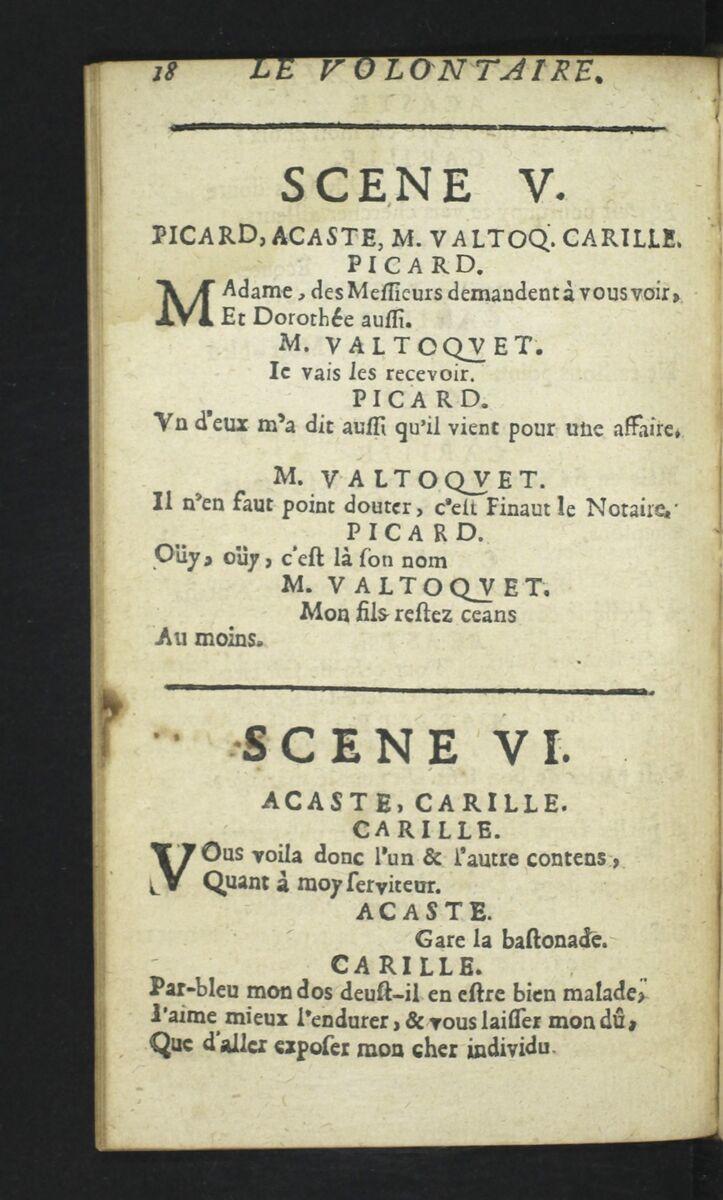 18 LE VOLONTAIRE.
SCENE V.
PICARD, ACASTE, M. VALTOQ. CARILLE.
PICARD.
MAdame, des Meſſieurs demandent à vous voir,
Et Dorothée auſſi.
M. VALTOQVET.
Ie vais les recevoir.
PICARD.
Vn d'eux m'a dit auſſi qu'il vient pour une affaire.
M. VALTOQVET.
Il n'en faut point douter, c'eſt Finaut le Notaire.
PICARD.
Oüy, oüy, c'eſt là ſon nom
M. VALTOQVET.
Mon fils reſtez ceans
Au moins.
SCENE VI.
ACASTE, CARILLE.
CARILLE.
VOus voila donc l'un & l'autre contens,
Quant à moy ſerviteur.
ACASTE.
Gare la baſtonade.
CARILLE.
Par-bleu mon dos deuſt-il en eſtre bien malade,
I'aime mieux l'endurer, & vous laiſſer mon dû,
Que d'aller expoſer mon cher individu.